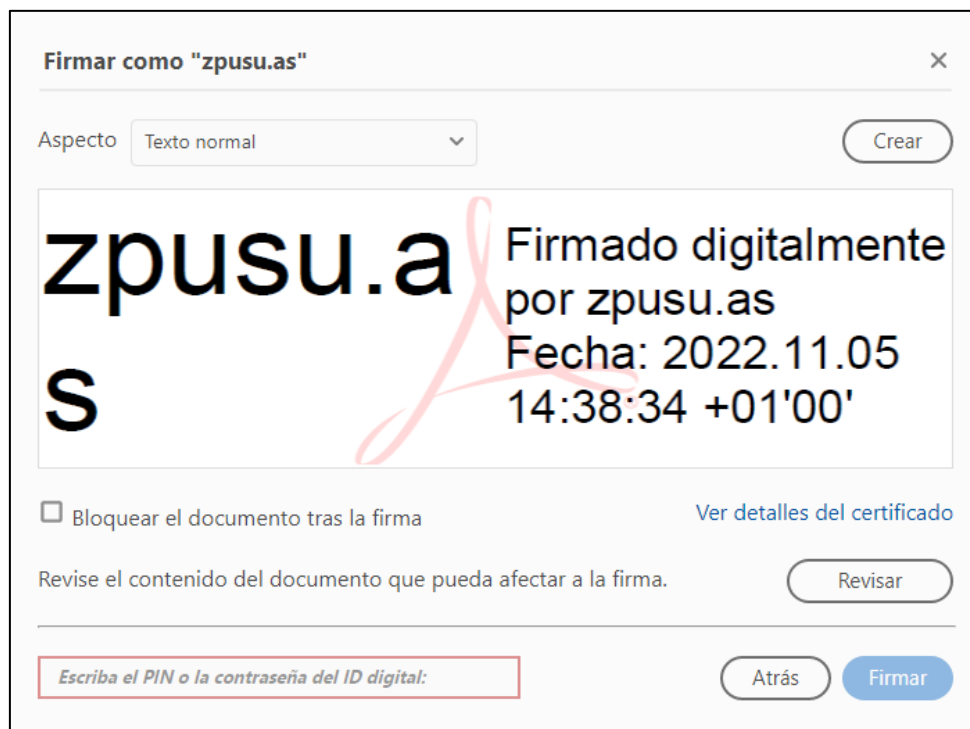 Firmar como "zpusu.as"
Aspecto
Texto normal
Crear
zpusu.a
s
Firmado digitalmente
por zpusu.as
Fecha: 2022.11.05
14:38:34 +01'00'
Bloquear el documento tras la firma
Ver detalles del certificado
Revise el contenido del documento que pueda afectar a la firma.
Revisar
Escriba el PIN o la contraseña del ID digital:
Atrás
Firmar